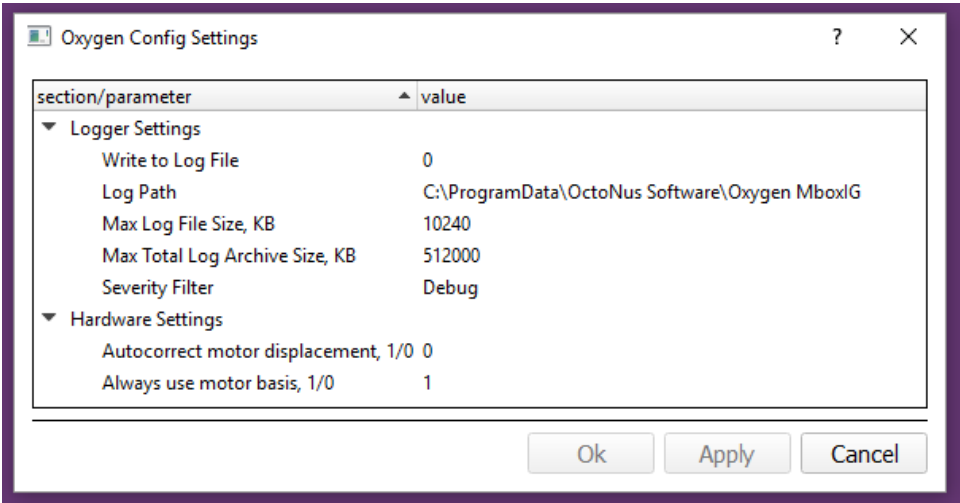 Oxygen Config Settings ?
section/parameter value
Logger Settings
Write to Log File 0
Log Path C:\ProgramData\OctoNus Software\Oxygen MboxIG
Max Log File Size, KB 10240
Max Total Log Archive Size, KB 512000
Severity Filter Debug
Hardware Settings
Autocorrect motor displacement, 1/0 0
Always use motor basis, 1/0 1
Ok Apply Cancel